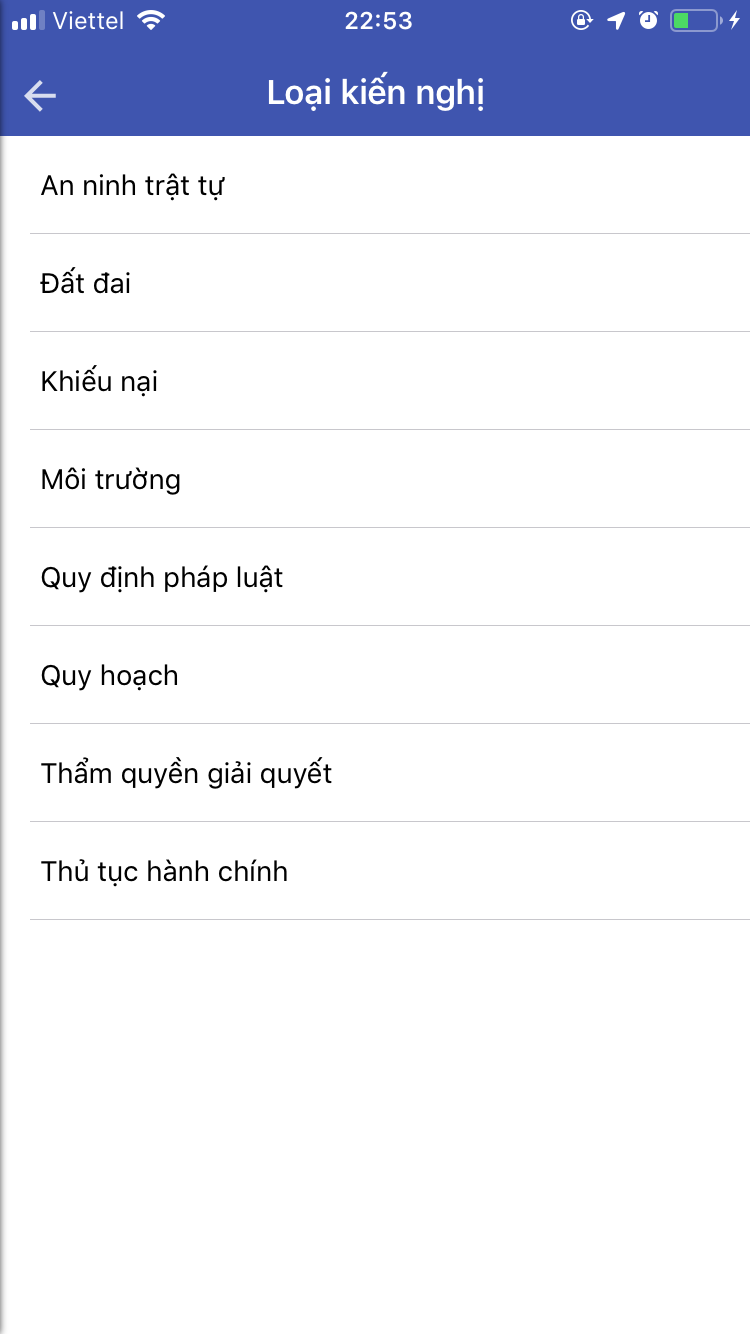 Viettel 22:53
Loại kiến nghị
An ninh trật tự
Đất đai
Khiếu nại
Môi trường
Quy định pháp luật
Quy hoạch
Thẩm quyền giải quyết
Thủ tục hành chính